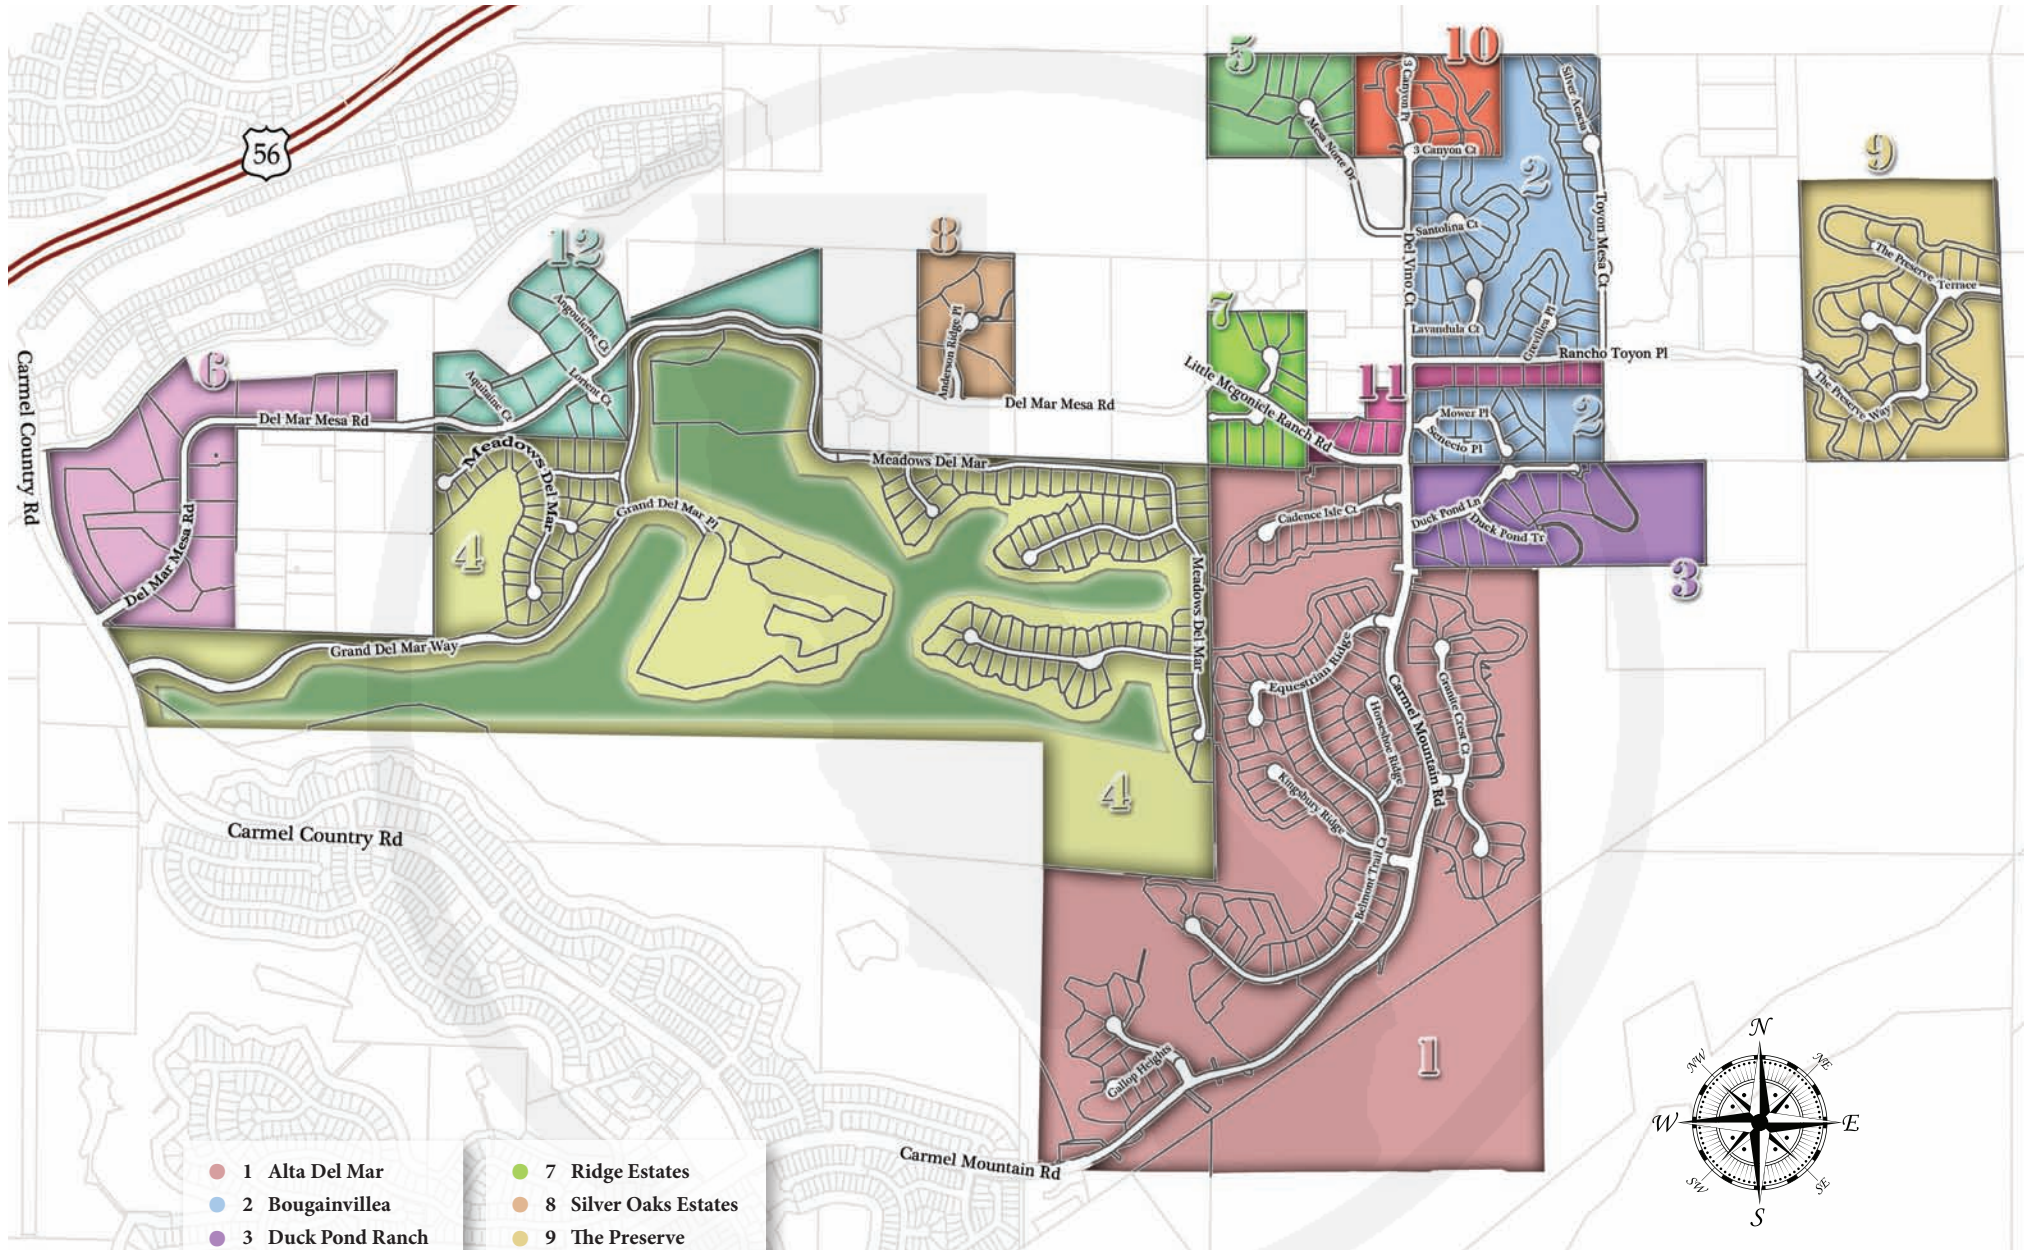 56
5
10
3 Canyon Pt
Silver Acacia
Mesa Norte Dr
3 Canyon Ct
2
9
Toyon Mesa Ct
12
8
Santolina Ct
Del Vino Ct
The Preserve Terrace
Angouleme Ct
7
Anderson Ridge Pl
Lavandula Ct
Grevillea Pl
Rancho Toyon Pl
Carmel Country Rd
6
Aquitaine Ct
Lorient Ct
Little Mcgonicle Ranch Rd
11
The Preserve Way
Del Mar Mesa Rd
Del Mar Mesa Rd
Mower Pl
2
Senecio Pl
Meadows Del Mar
Meadows Del Mar
Grand Del Mar Pl
Cadence Isle Ct
Duck Pond Ln
Duck Pond Tr
4
Del Mar Mesa Rd
Meadows Del Mar
3
Grand Del Mar Way
Equestrian Ridge
Carmel Mountain Rd
Granite Crest Ct
Horseshoe Ridge
Kingsbury Ridge
4
Carmel Country Rd
Belmont Trail Ct
1
Gallop Heights
Carmel Mountain Rd
N
NW
NE
W
E
SW
SE
S
1 Alta Del Mar
2 Bougainvillea
3 Duck Pond Ranch
7 Ridge Estates
8 Silver Oaks Estates
9 The Preserve